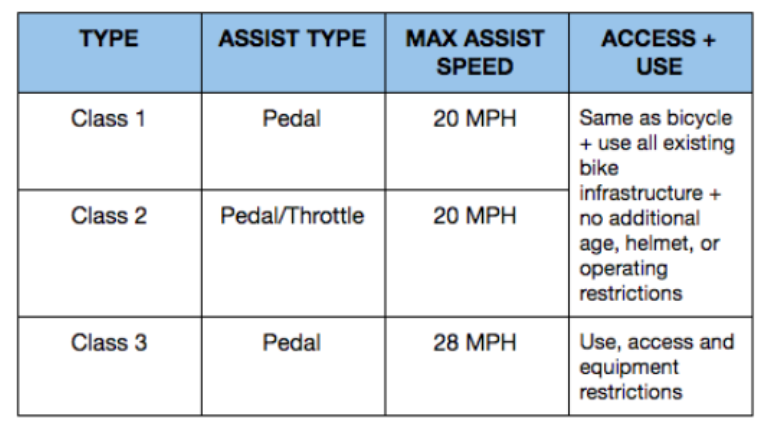 TYPE
ASSIST TYPE
MAX ASSIST
SPEED
ACCESS +
USE
Class 1
Pedal
20 MPH
Same as bicycle
+ use all existing
bike
infrastructure +
no additional
age, helmet, or
operating
restrictions
Class 2
Pedal/Throttle
20 MPH
Class 3
Pedal
28 MPH
Use, access and
equipment
restrictions